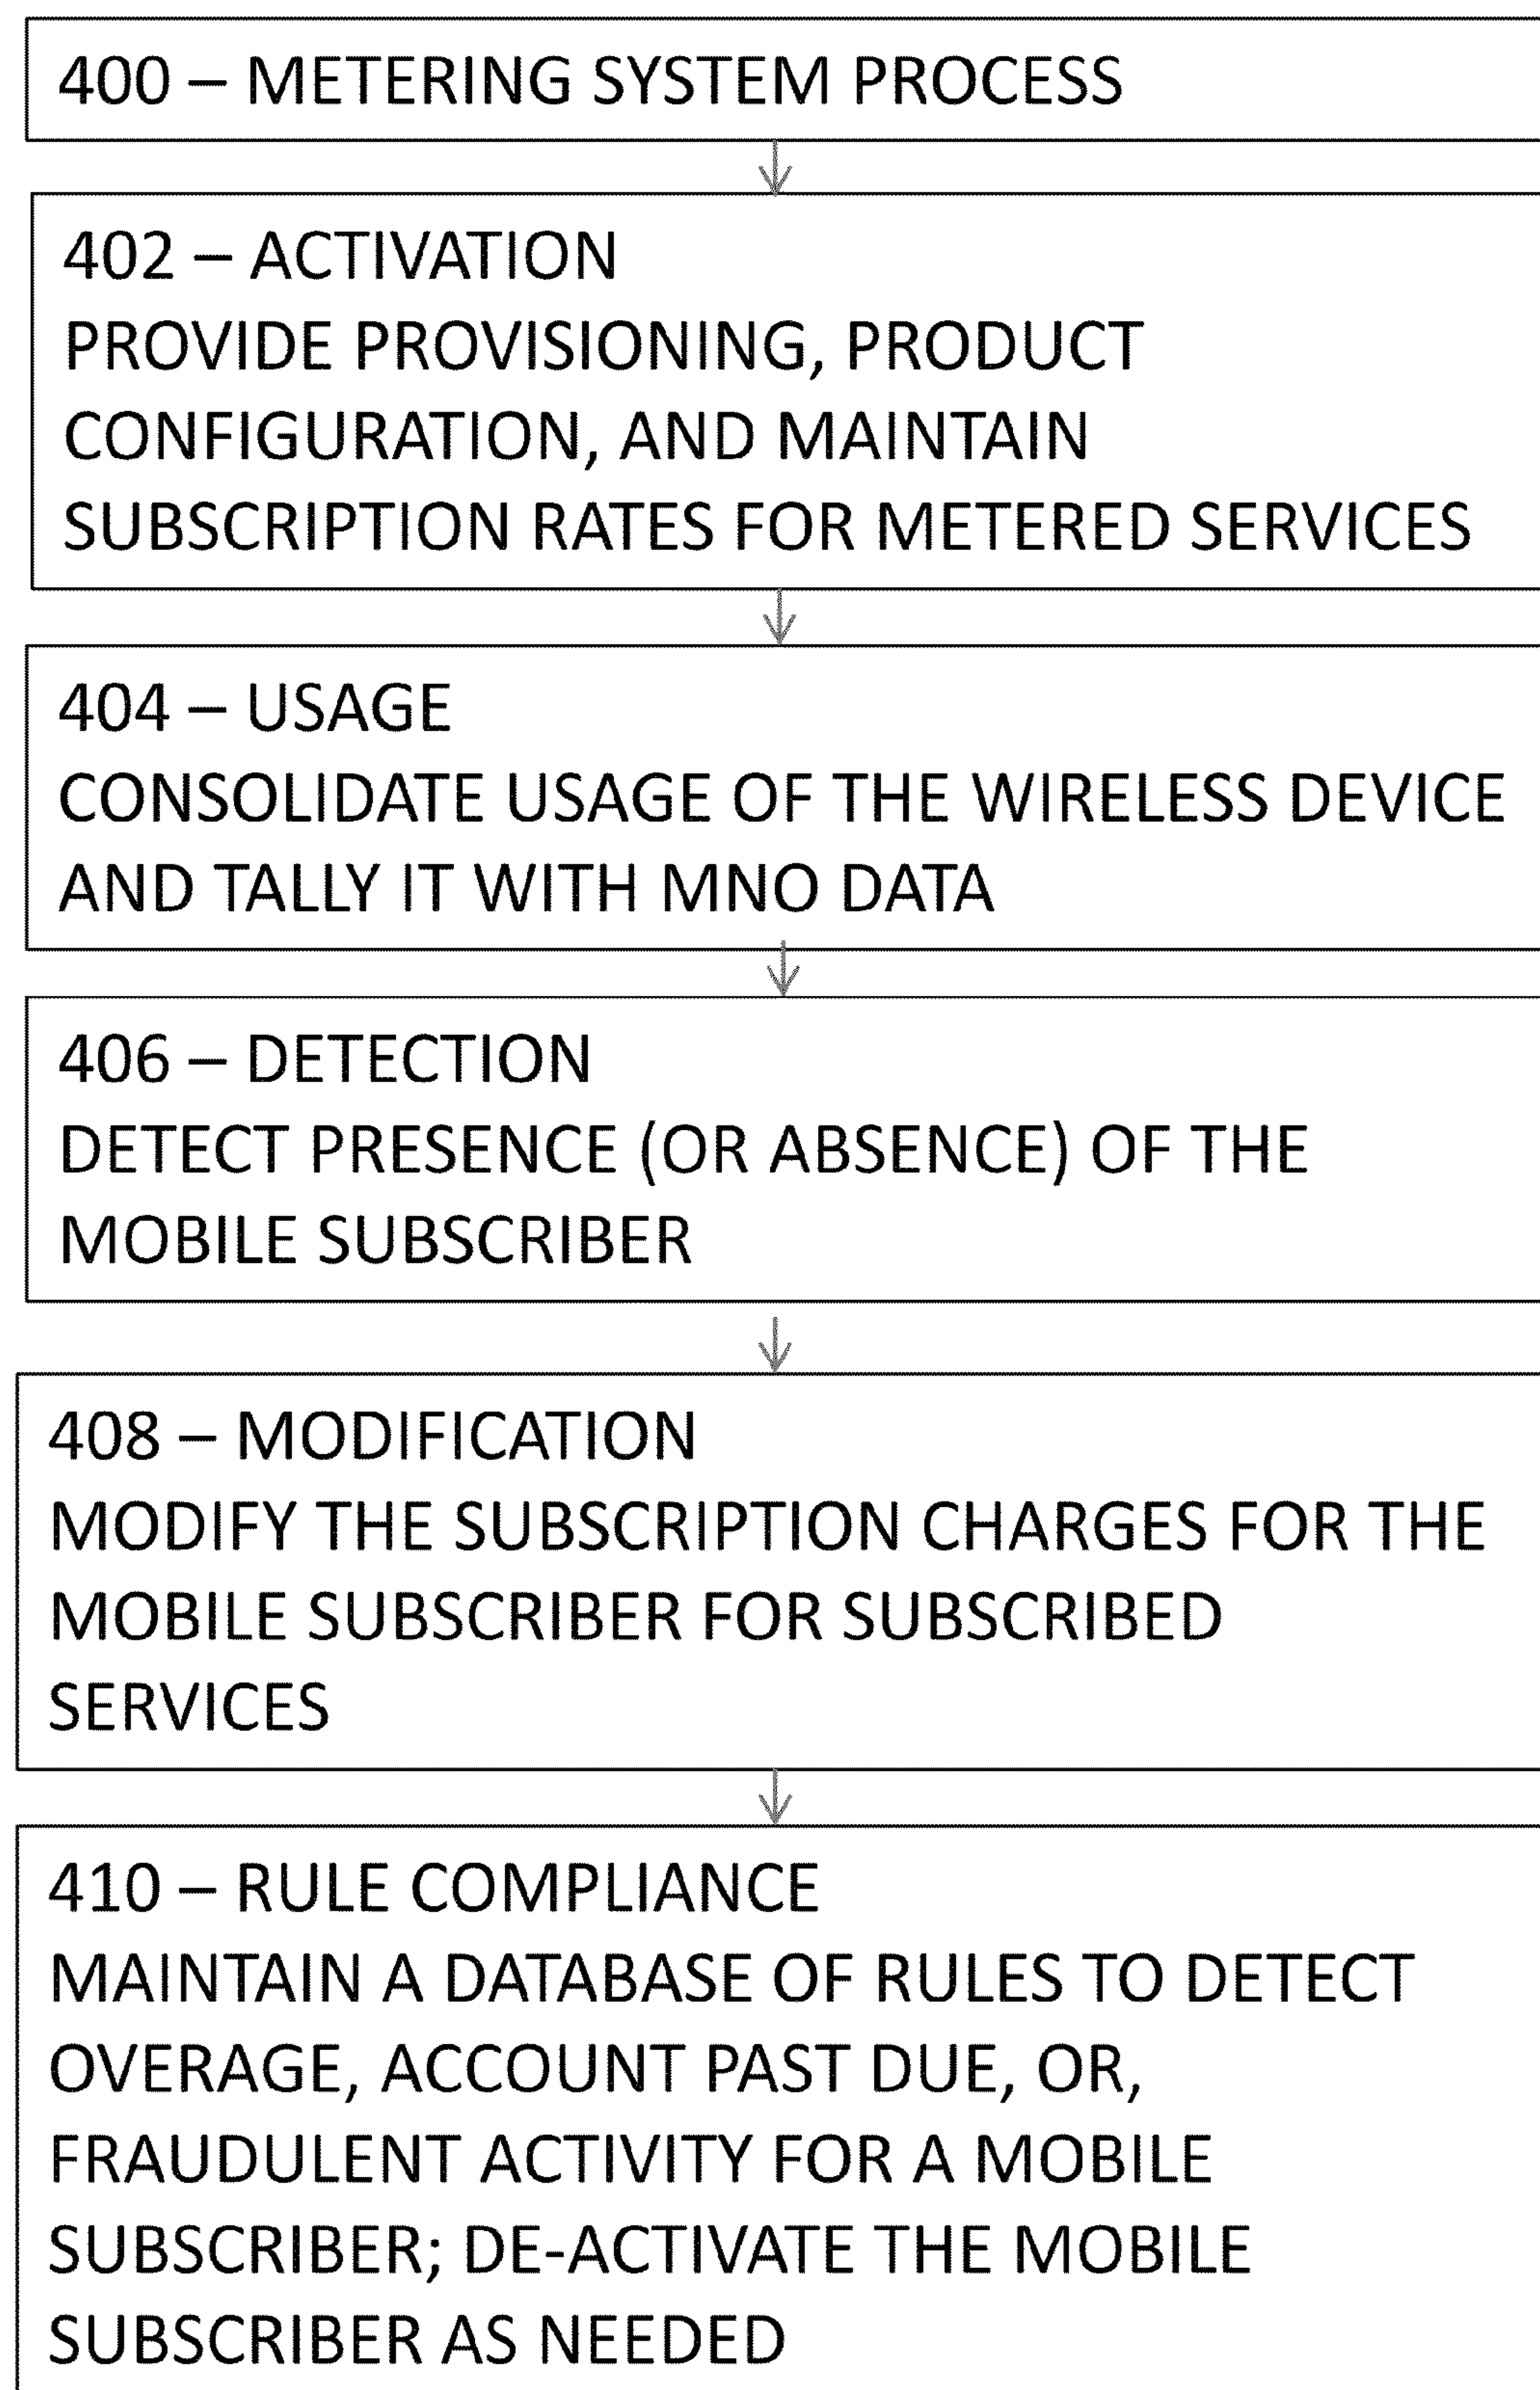 400 – METERING SYSTEM PROCESS
402 – ACTIVATION
PROVIDE PROVISIONING, PRODUCT
CONFIGURATION, AND MAINTAIN
SUBSCRIPTION RATES FOR METERED SERVICES
404 – USAGE
CONSOLIDATE USAGE OF THE WIRELESS DEVICE
AND TALLY IT WITH MNO DATA
406 – DETECTION
DETECT PRESENCE (OR ABSENCE) OF THE
MOBILE SUBSCRIBER
408 – MODIFICATION
MODIFY THE SUBSCRIPTION CHARGES FOR THE
MOBILE SUBSCRIBER FOR SUBSCRIBED
SERVICES
410 – RULE COMPLIANCE
MAINTAIN A DATABASE OF RULES TO DETECT
OVERAGE, ACCOUNT PAST DUE, OR,
FRAUDULENT ACTIVITY FOR A MOBILE
SUBSCRIBER; DE-ACTIVATE THE MOBILE
SUBSCRIBER AS NEEDED